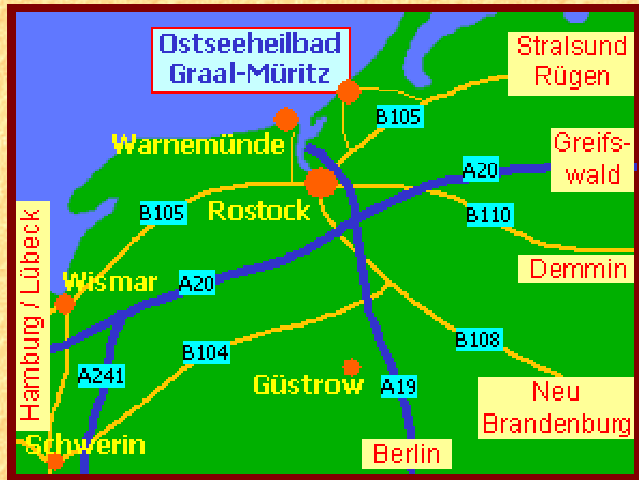 Ostseeheilbad
Graal-Müritz
Stralsund
Rügen
B105
Warnemünde
Greifs-
wald
A20
B105
Rostock
B110
Hamburg / Lübeck
Wismar
A20
Demmin
B104
B108
A241
Güstrow
A19
Neu
Brandenburg
Schwerin
Berlin